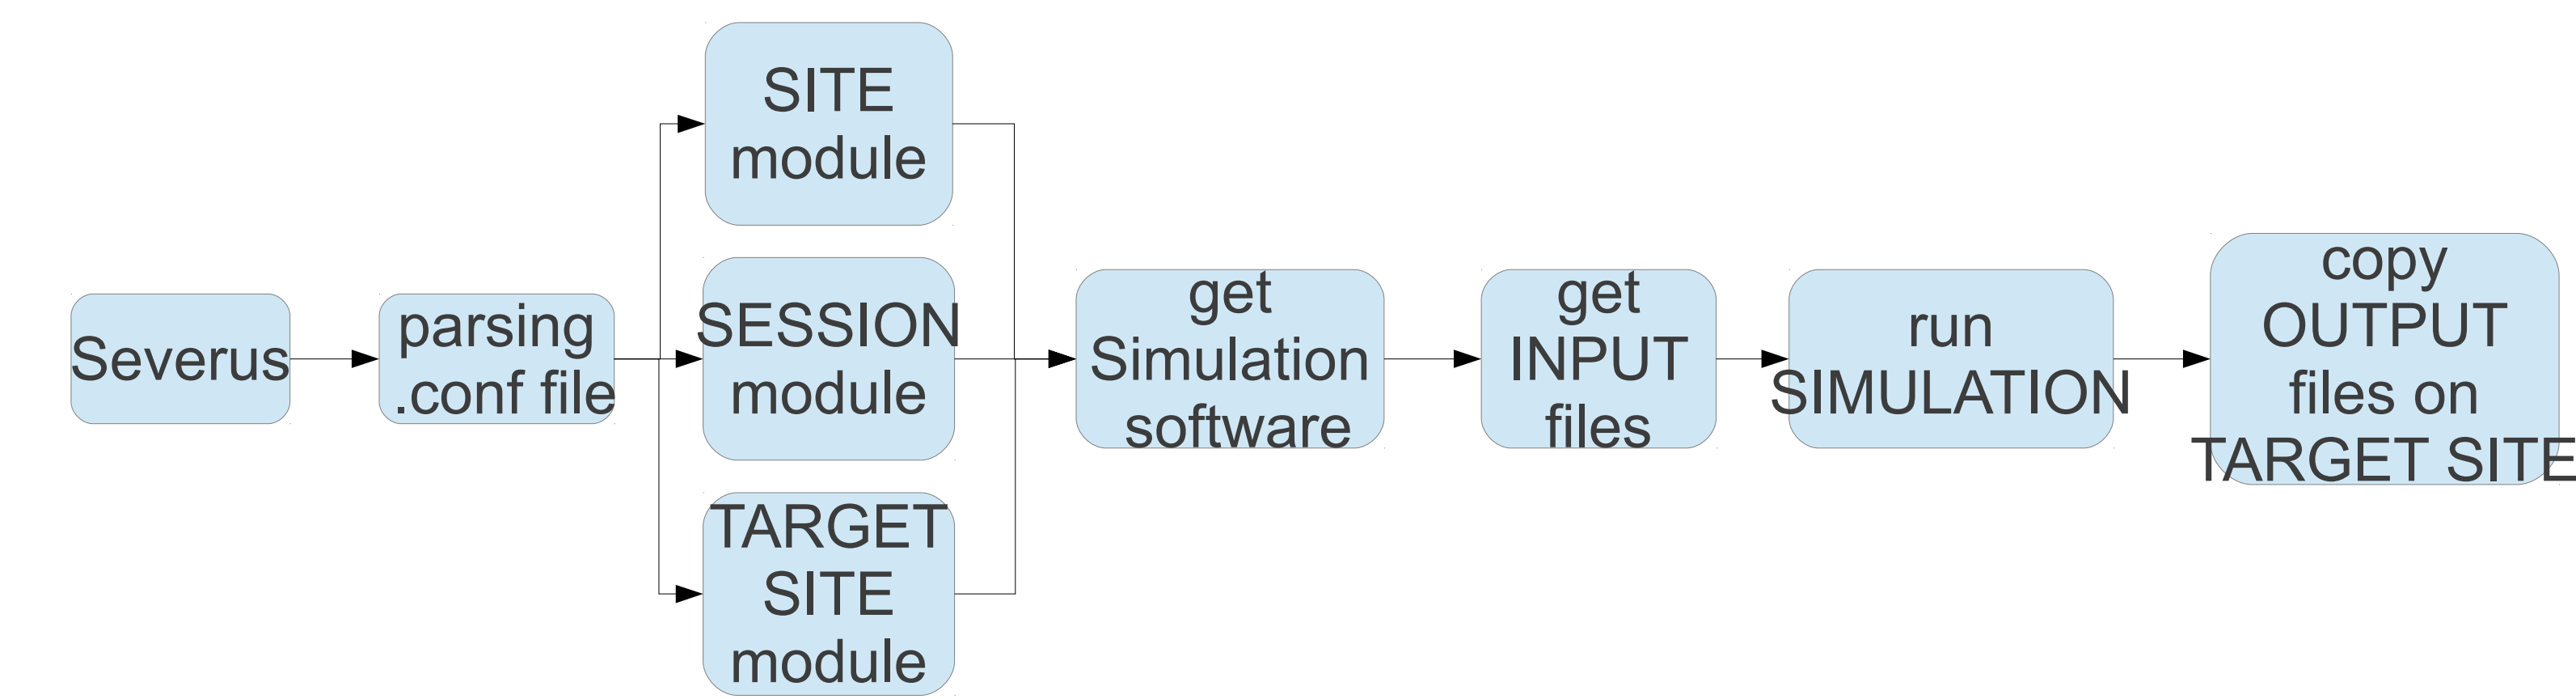 Severus
parsing
.conf file
SITE
module
SESSION
module
TARGET
SITE
module
get
Simulation
software
get
INPUT
files
run
SIMULATION
copy
OUTPUT
files on
TARGET SITE